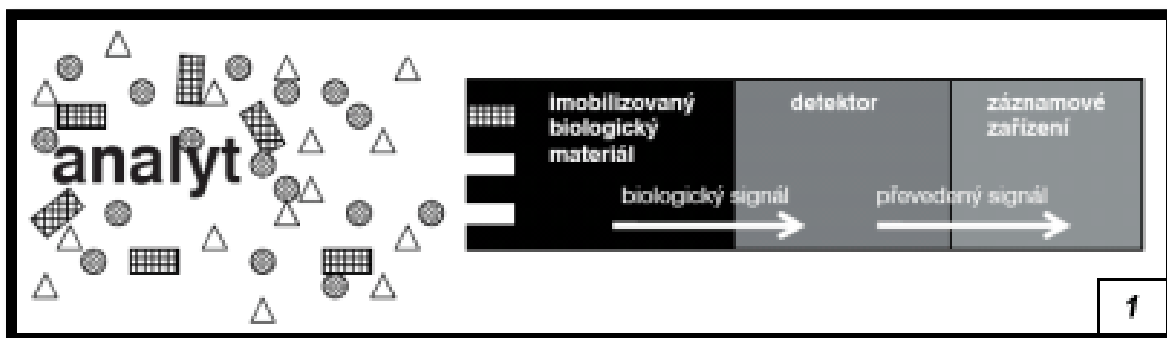 analyt
imobilizovaný
biologický
materiál
detektor
záznamové
zařízení
biologický signál
převedený signál
1